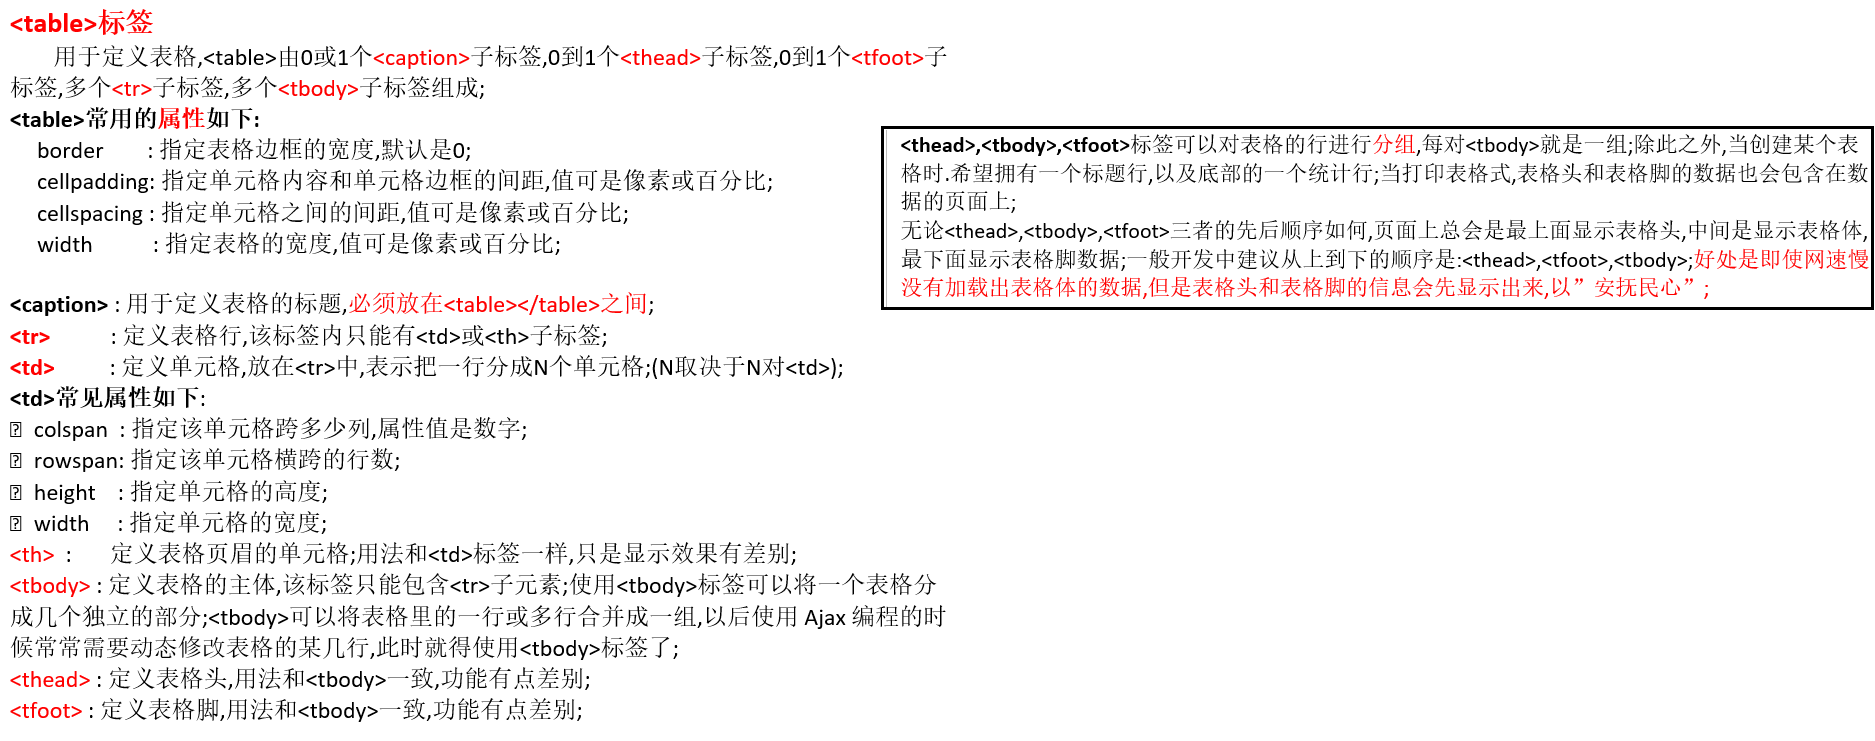 <table>标签
用于定义表格,<table>由0或1个<caption>子标签,0到1个<thead>子标签,0到1个<tfoot>子
标签,多个<tr>子标签,多个<tbody>子标签组成;
<table>常用的属性如下:
border : 指定表格边框的宽度,默认是0;
cellpadding: 指定单元格内容和单元格边框的间距,值可是像素或百分比;
cellspacing : 指定单元格之间的间距,值可是像素或百分比;
width : 指定表格的宽度,值可是像素或百分比;
<caption> : 用于定义表格的标题,必须放在<table></table>之间;
<tr> : 定义表格行,该标签内只能有<td>或<th>子标签;
<td> : 定义单元格,放在<tr>中,表示把一行分成N个单元格;(N取决于N对<td>);
<td>常见属性如下:
colspan : 指定该单元格跨多少列,属性值是数字;
rowspan: 指定该单元格横跨的行数;
height : 指定单元格的高度;
width : 指定单元格的宽度;
<th> : 定义表格页眉的单元格;用法和<td>标签一样,只是显示效果有差别;
<tbody> : 定义表格的主体,该标签只能包含<tr>子元素;使用<tbody>标签可以将一个表格分
成几个独立的部分;<tbody>可以将表格里的一行或多行合并成一组,以后使用 Ajax 编程的时
候常常需要动态修改表格的某几行,此时就得使用<tbody>标签了;
<thead> : 定义表格头,用法和<tbody>一致,功能有点差别;
<tfoot> : 定义表格脚,用法和<tbody>一致,功能有点差别;
<thead>,<tbody>,<tfoot>标签可以对表格的行进行分组,每对<tbody>就是一组;除此之外,当创建某个表
格时.希望拥有一个标题行,以及底部的一个统计行;当打印表格式,表格头和表格脚的数据也会包含在数
据的页面上;
无论<thead>,<tbody>,<tfoot>三者的先后顺序如何,页面上总会是最上面显示表格头,中间是显示表格体,
最下面显示表格脚数据;一般开发中建议从上到下的顺序是:<thead>,<tfoot>,<tbody>;好处是即使网速慢
没有加载出表格体的数据,但是表格头和表格脚的信息会先显示出来,以”安抚民心”;